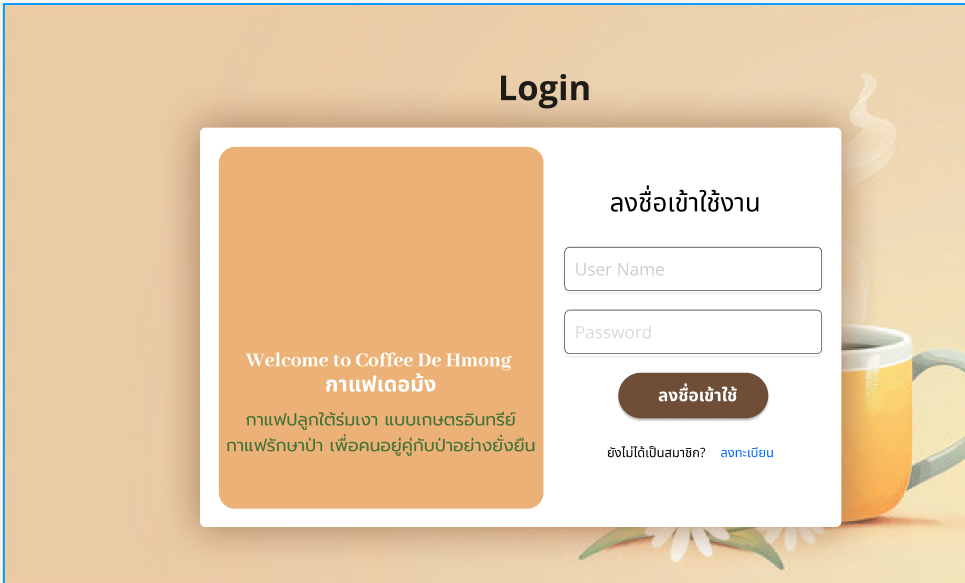 Login
Welcome to Coffee De Hmong
กาแฟเดอม้ง
กาแฟปลูกใต้ร่มเงา แบบเกษตรอินทรีย์
กาแฟรักษาป่า เพื่อคนอยู่คู่กับป่าอย่างยั่งยืน
ลงชื่อเข้าใช้งาน
User Name
Password
ลงชื่อเข้าใช้
ยังไม่ได้เป็นสมาชิก? ลงทะเบียน